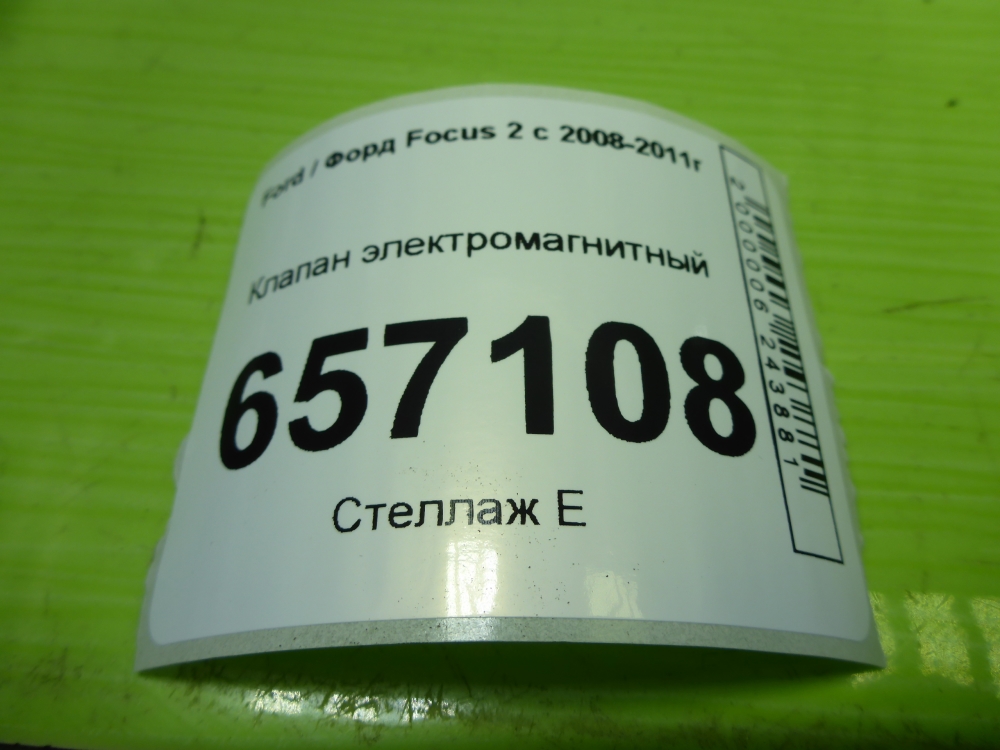 Ford / Форд Focus 2 с 2008-2011г
Клапан электромагнитный
657108
Стеллаж Е
2000006243881